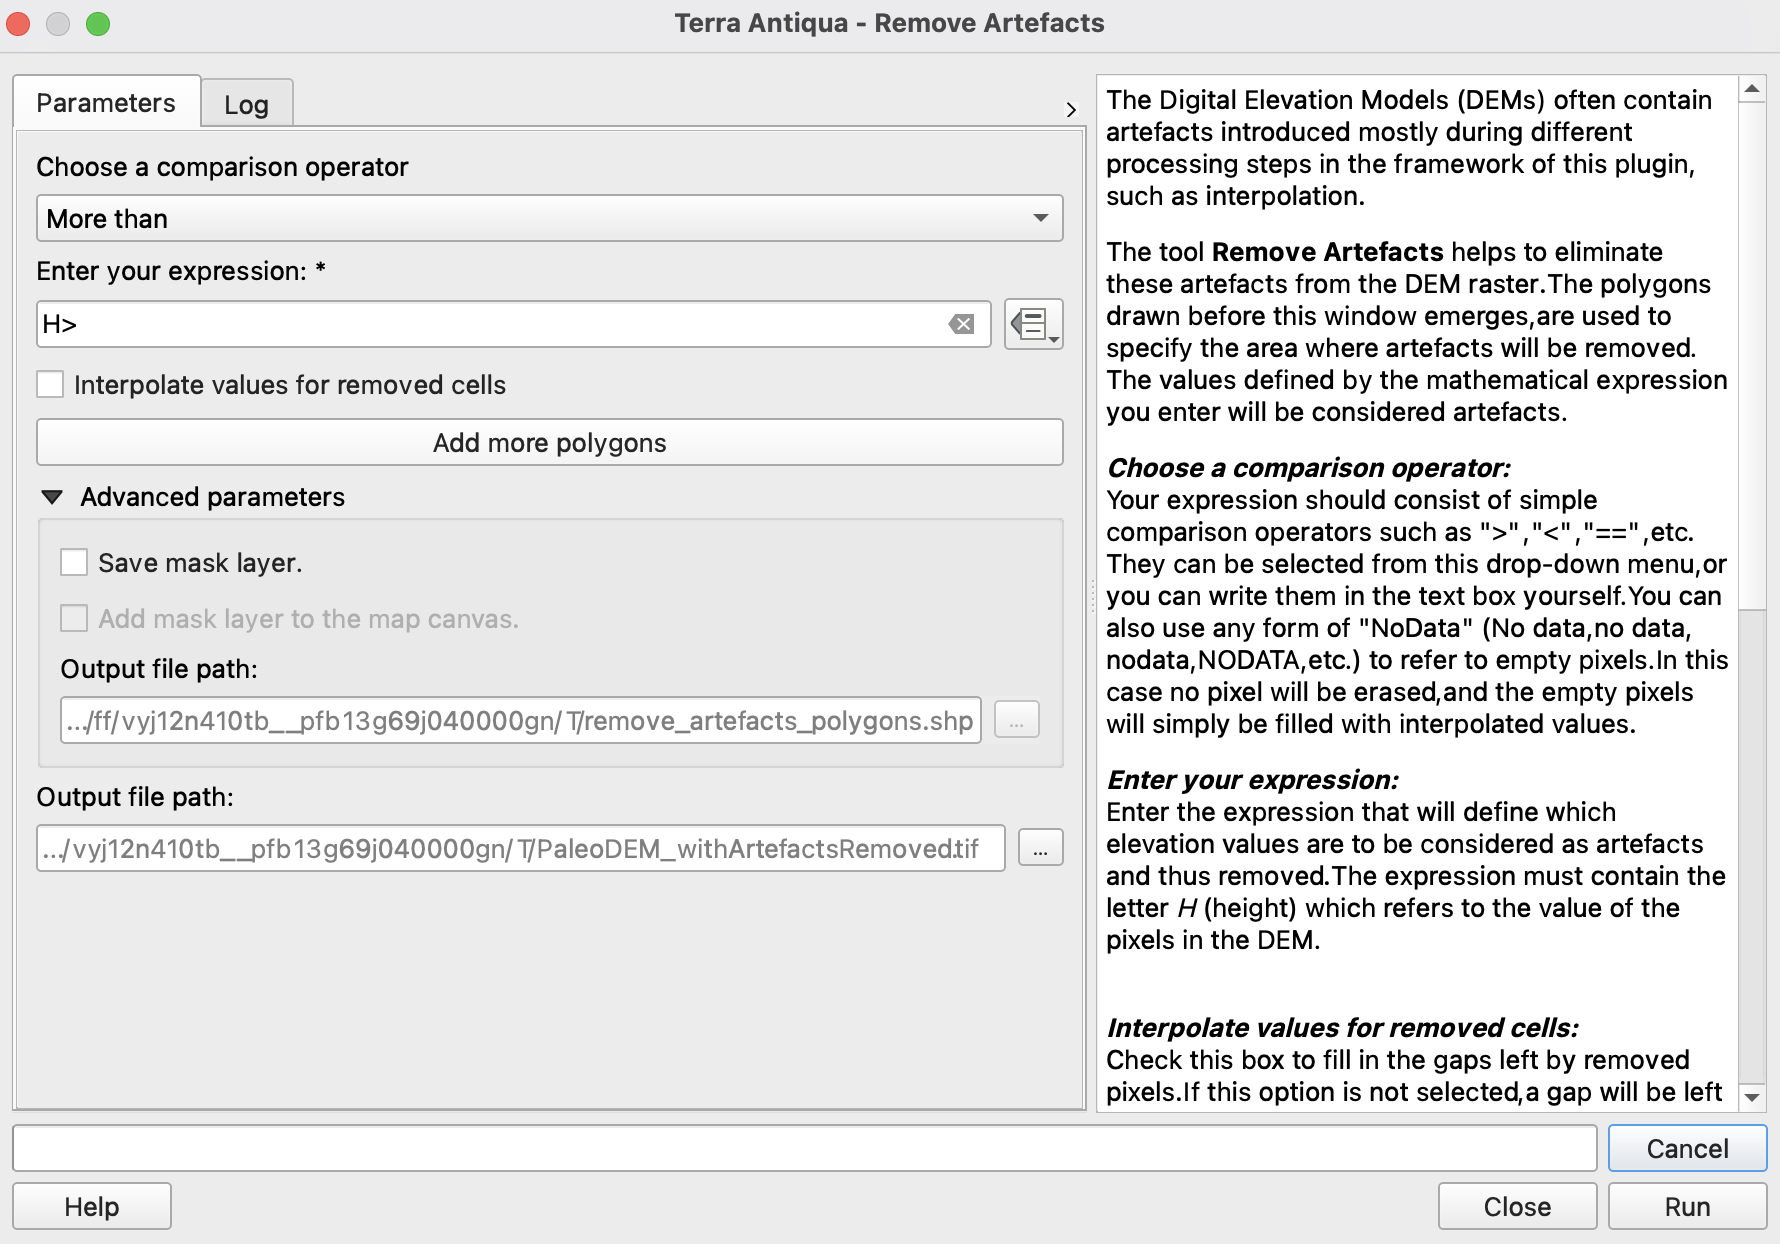 Terra Antiqua - Remove Artefacts
Parameters
Log
Choose a comparison operator
More than
Enter your expression: *
H>
Interpolate values for removed cells
Add more polygons
Advanced parameters
Save mask layer.
Add mask layer to the map canvas.
Output file path:
.../ff/vyj12n410tb__pfb13g69j040000gn/T/remove_artefacts_polygons.shp
...
Output file path:
.../vyj12n410tb__pfb13g69j040000gn/T/PaleoDEM_withArtefactsRemoved.tif
...
The Digital Elevation Models (DEMs) often contain
artefacts introduced mostly during different
processing steps in the framework of this plugin,
such as interpolation.
The tool Remove Artefacts helps to eliminate
these artefacts from the DEM raster.The polygons
drawn before this window emerges,are used to
specify the area where artefacts will be removed.
The values defined by the mathematical expression
you enter will be considered artefacts.
Choose a comparison operator:
Your expression should consist of simple
comparison operators such as ">","<","==",etc.
They can be selected from this drop-down menu,or
you can write them in the text box yourself.You can
also use any form of "NoData" (No data,no data,
nodata,NODATA,etc.) to refer to empty pixels.In this
case no pixel will be erased,and the empty pixels
will simply be filled with interpolated values.
Enter your expression:
Enter the expression that will define which
elevation values are to be considered as artefacts
and thus removed.The expression must contain the
letter H (height) which refers to the value of the
pixels in the DEM.
Interpolate values for removed cells:
Check this box to fill in the gaps left by removed
pixels.If this option is not selected,a gap will be left
Cancel
Help
Close
Run